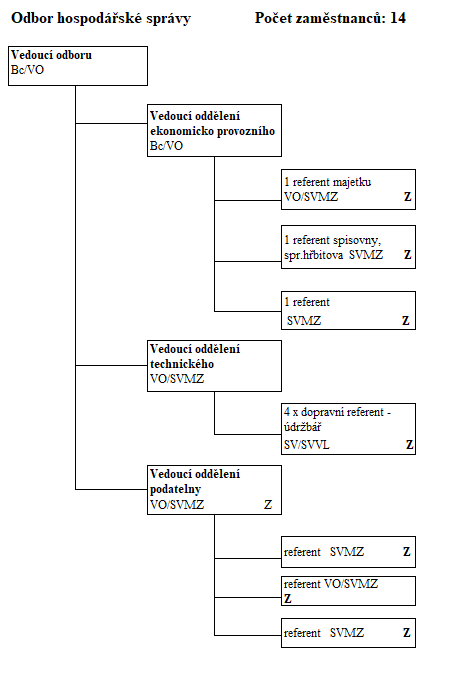 Odbor hospodářské správy Počet zaměstnanců: 14
Vedoucí odboru
Bc/VO
Vedoucí oddělení
ekonomicko provozního
Bc/VO
1 referent majetku
VO/SVMZ Z
1 referent spisovny,
spr.hřbitova SVMZ Z
1 referent
SVMZ Z
Vedoucí oddělení
technického
VO/SVMZ
4 x dopravní referent -
údržbář
SV/SVVL Z
Vedoucí oddělení
podatelny
VO/SVMZ Z
referent SVMZ Z
referent VO/SVMZ
Z
referent SVMZ Z